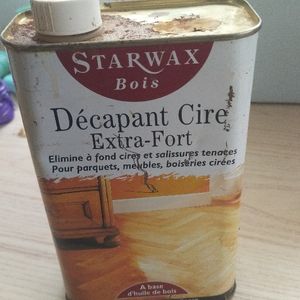 STARWAX
Bois
Décapant Cire
Extra-Fort
Elimine à fond cires et salissures tenaces
Pour parquets, meubles, boiseries cirées
A base
d'huile de bois